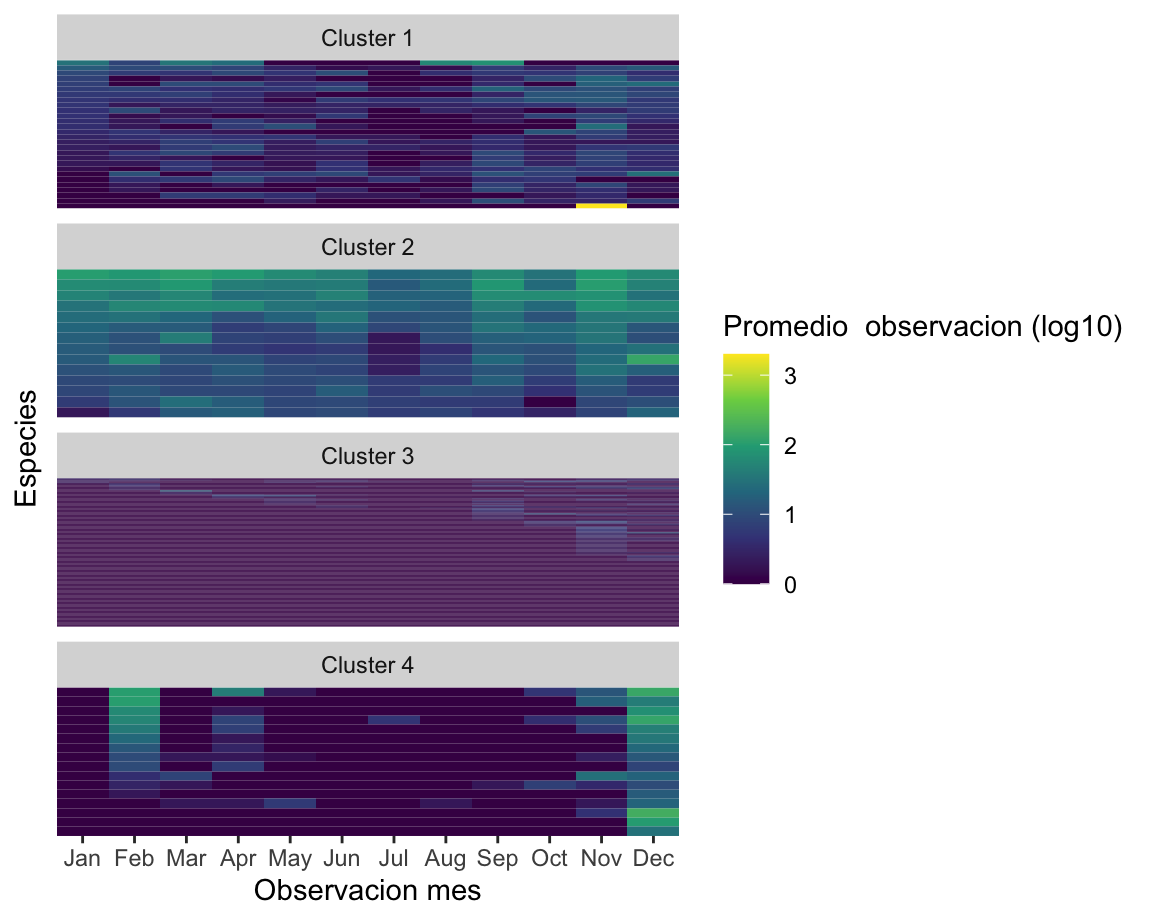 Cluster 1
Cluster 2
Cluster 3
Cluster 4
Especies
Jan Feb Mar Apr May Jun Jul Aug Sep Oct Nov Dec
Observacion mes
Promedio  observacion (log10)
3
2
1
0